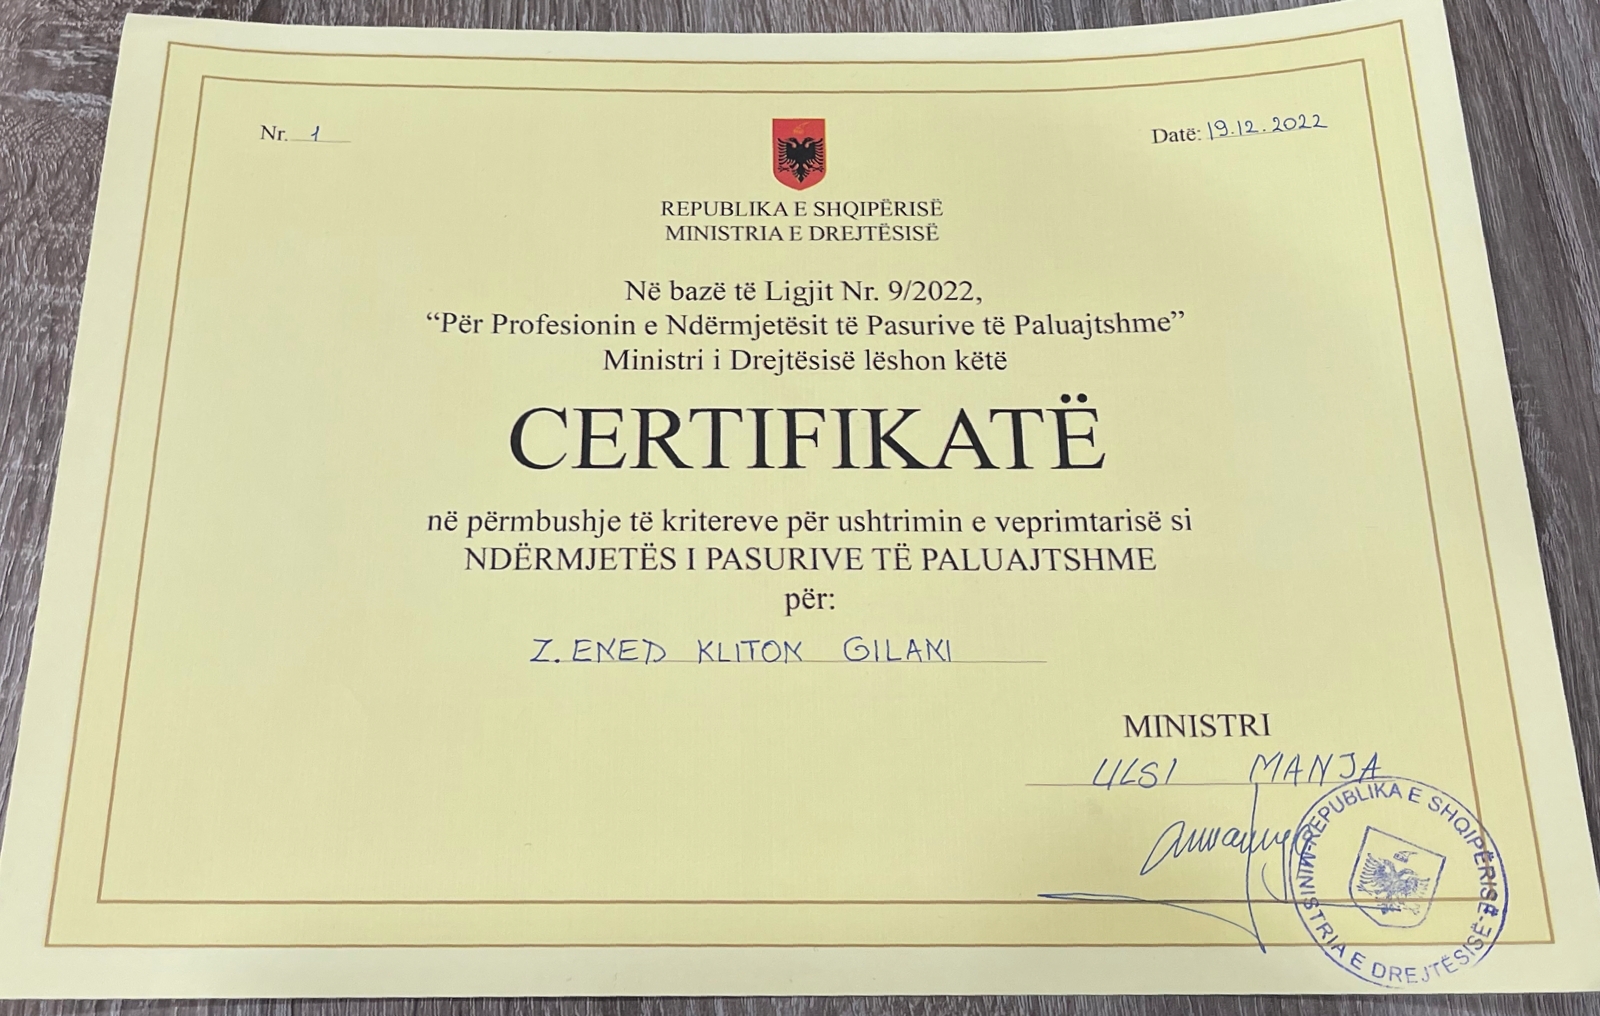 Nr. 1
Datë: 19.12.2022
REPUBLIKA E SHQIPËRISË
MINISTRIA E DREJTËSISË
Në bazë të Ligjit Nr. 9/2022,
“Për Profesionin e Ndërmjetësit të Pasurive të Paluajtshme”
Ministri i Drejtësisë lëshon këtë
CERTIFIKATË
në përmbushje të kritereve për ushtrimin e veprimtarisë si
NDËRMJETËS I PASURIVE TË PALUAJTSHME
për:
Z. ENED KLITON GILANI
MINISTRI
ULSI MANJA
REPUBLIKA E SHQIPËRISË
MINISTRIA E DREJTËSISË